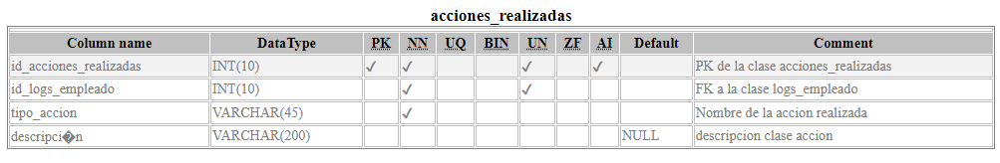 acciones_realizadas
Column name DataType PK NN UQ BIN UN ZF AI Default Comment
id_acciones_realizadas INT(10) ✓ ✓ ✓ ✓ PK de la clase acciones_realizadas
id_logs_empleado INT(10) ✓ ✓ FK a la clase logs_empleado
tipo_accion VARCHAR(45) ✓ Nombre de la accion realizada
descripci�n VARCHAR(200) NULL descripcion clase accion